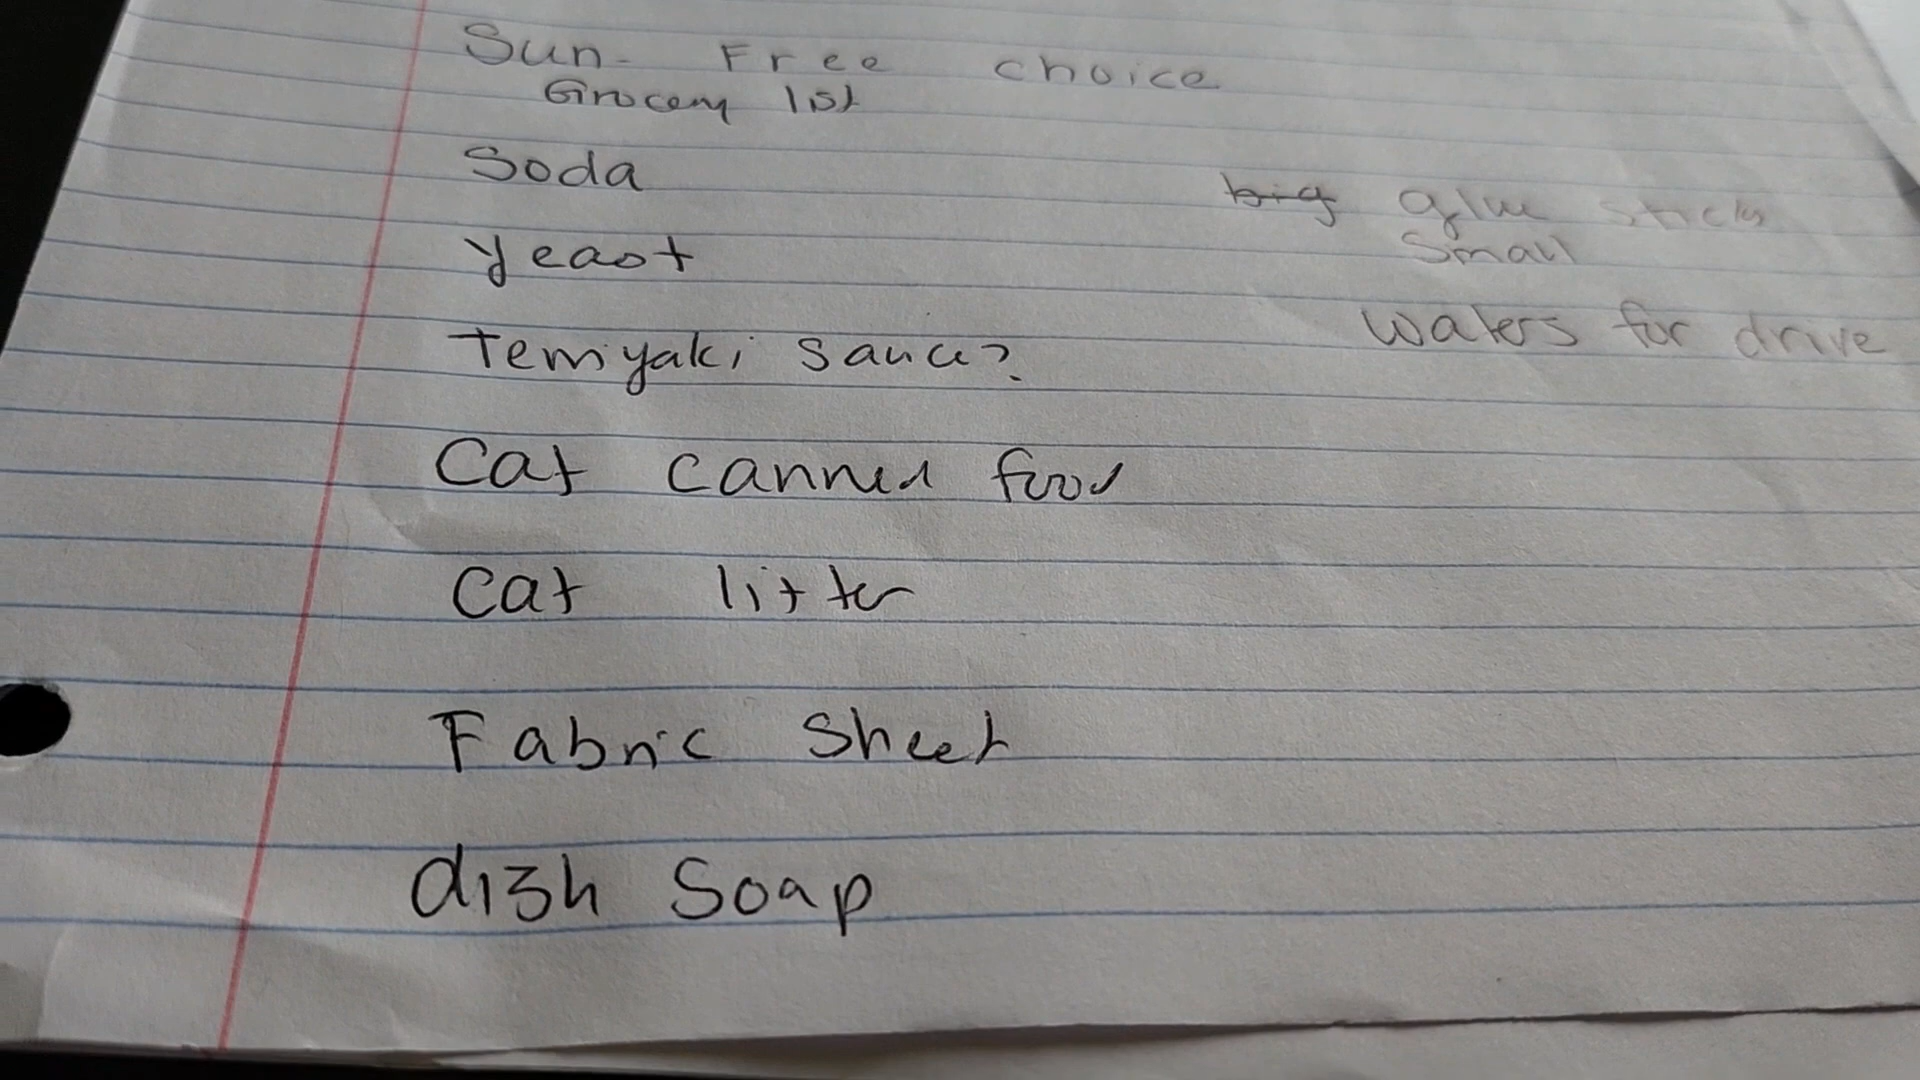 Sun- Free choice
Grocery list
Soda
big glue sticks
small
yeast
waters for drive
Terriyaki sauce?
Cat canned food
Cat litter
Fabric Sheet
dish Soap